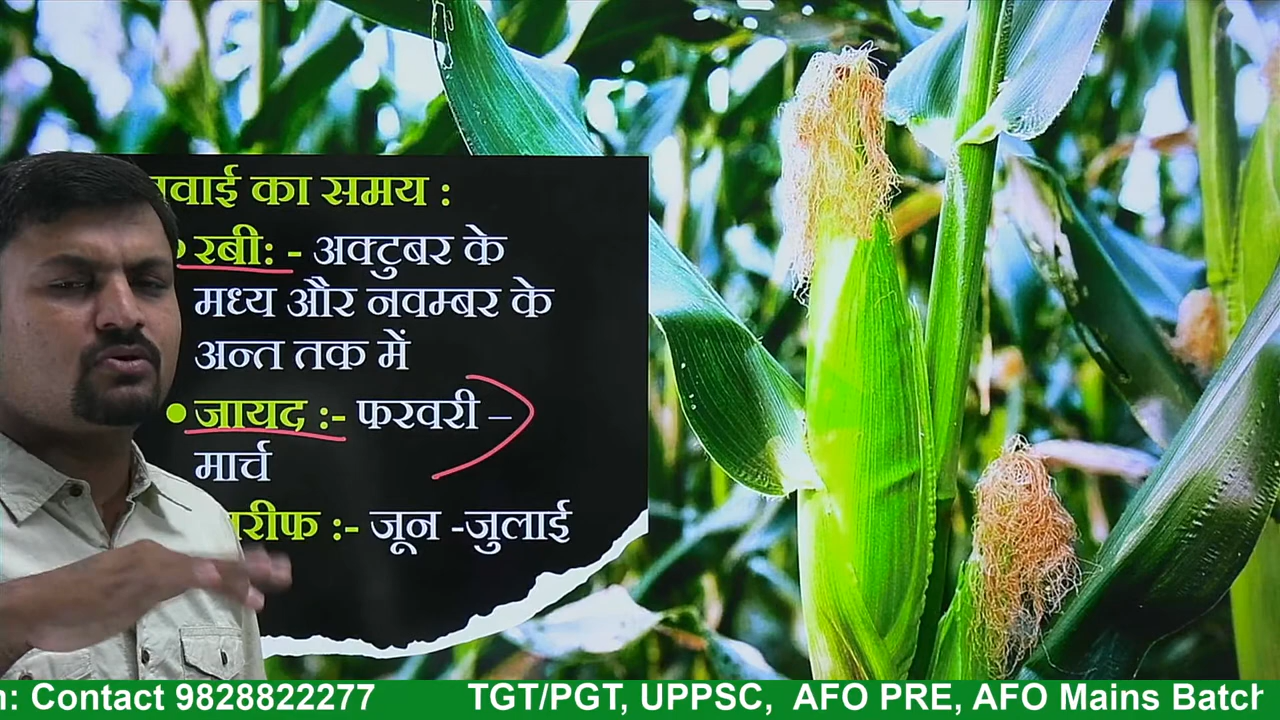 वाई का समय :
रबी: - अक्टुबर के
मध्य और नवम्बर के
अन्त तक में
• जायद :- फरवरी –
मार्च
रीफ :- जून -जुलाई
: Contact 9828822277 TGT/PGT, UPPSC, AFO PRE, AFO Mains Batch